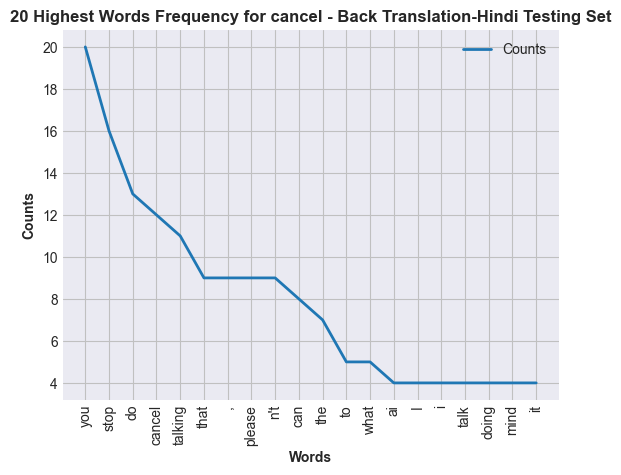 20 Highest Words Frequency for cancel - Back Translation-Hindi Testing Set
Counts
20
18
16
14
12
10
8
6
4
Counts
you
stop
do
cancel
talking
that
,
please
n't
can
the
to
what
ai
I
i
talk
doing
mind
it
Words